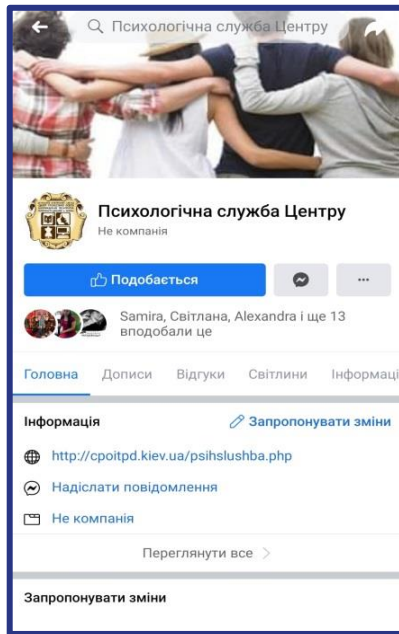 Психологічна служба Центру
Психологічна служба Центру
Не компанія
Подобається
Samira, Світлана, Alexandra і ще 13
вподобали це
Головна Дописи Відгуки Світлини Інформаці
Інформація Запропонувати зміни
http://cpoitpd.kiev.ua/psihslushba.php
Надіслати повідомлення
Не компанія
Переглянути все
Запропонувати зміни